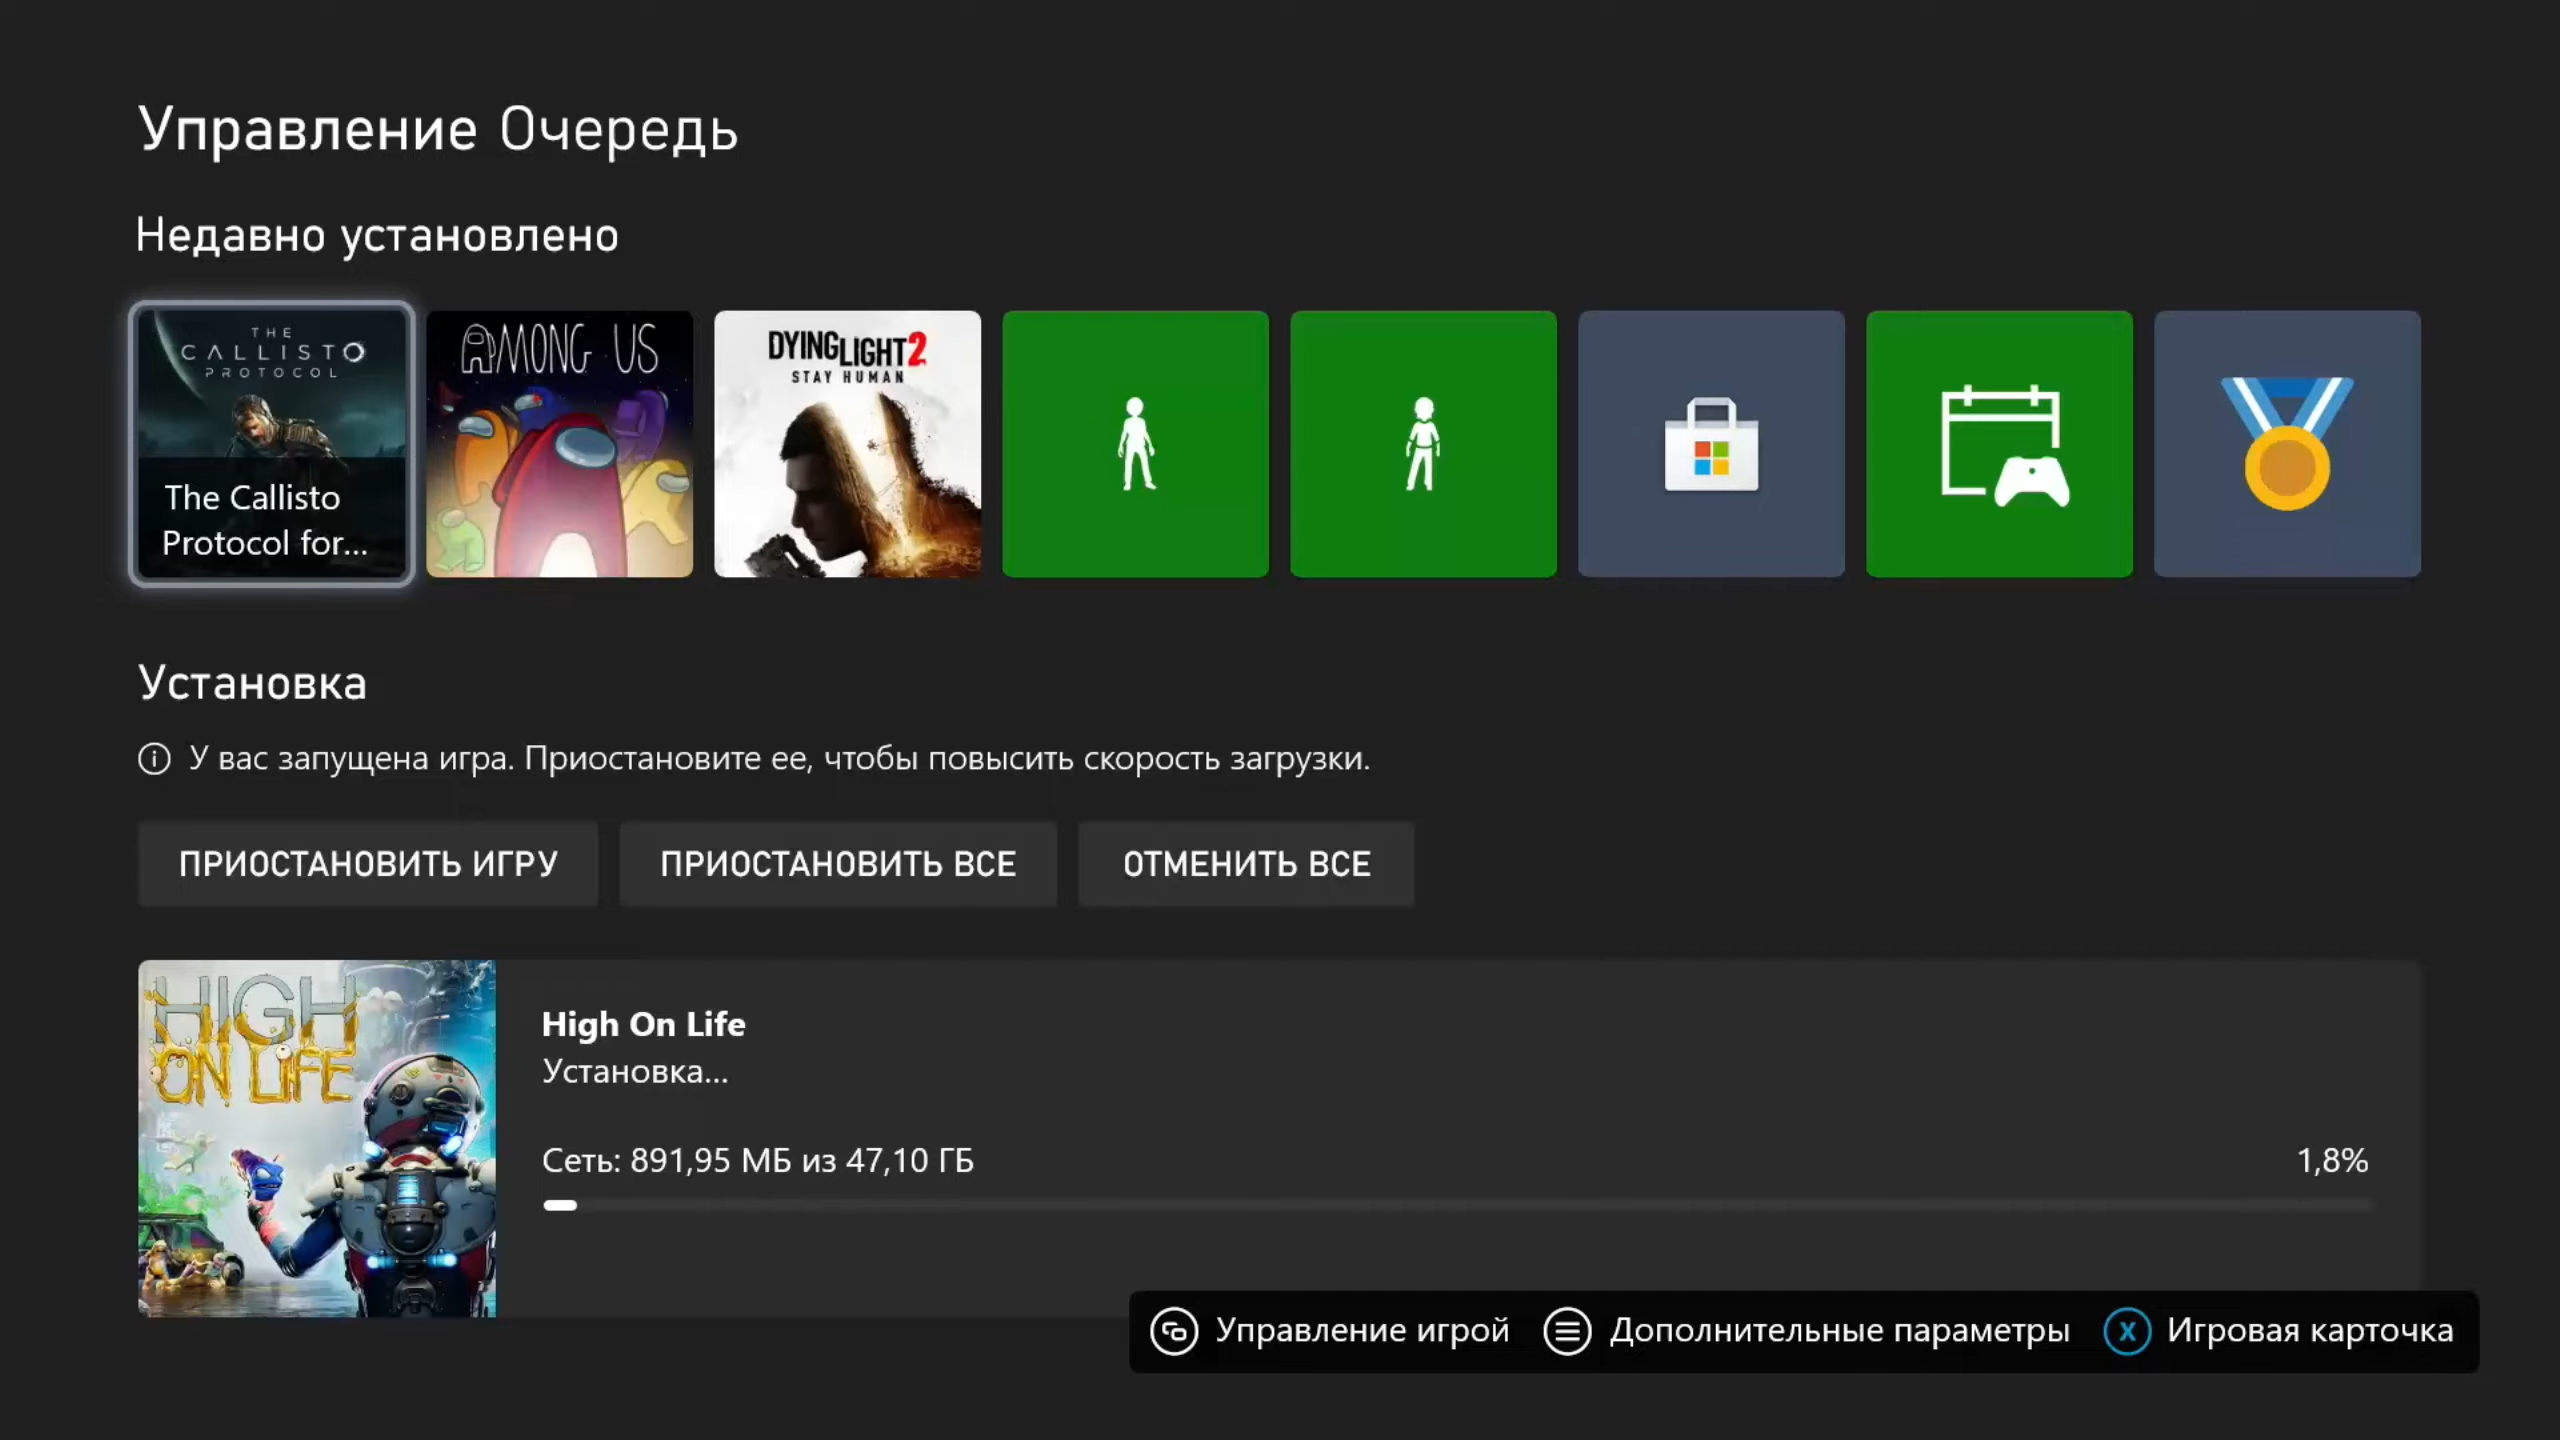 Управление Очередь
Недавно установлено
THE
CALLISTO
PROTOCOL
The Callisto
Protocol for...
AMONG US
DYING LIGHT 2
STAY HUMAN
Установка
У вас запущена игра. Приостановите ее, чтобы повысить скорость загрузки.
ПРИОСТАНОВИТЬ ИГРУ
ПРИОСТАНОВИТЬ ВСЕ
ОТМЕНИТЬ ВСЕ
HIGH
ON LIFE
High On Life
Установка...
Сеть: 891,95 МБ из 47,10 ГБ
1,8%
Управление игрой
Дополнительные параметры
X Игровая карточка